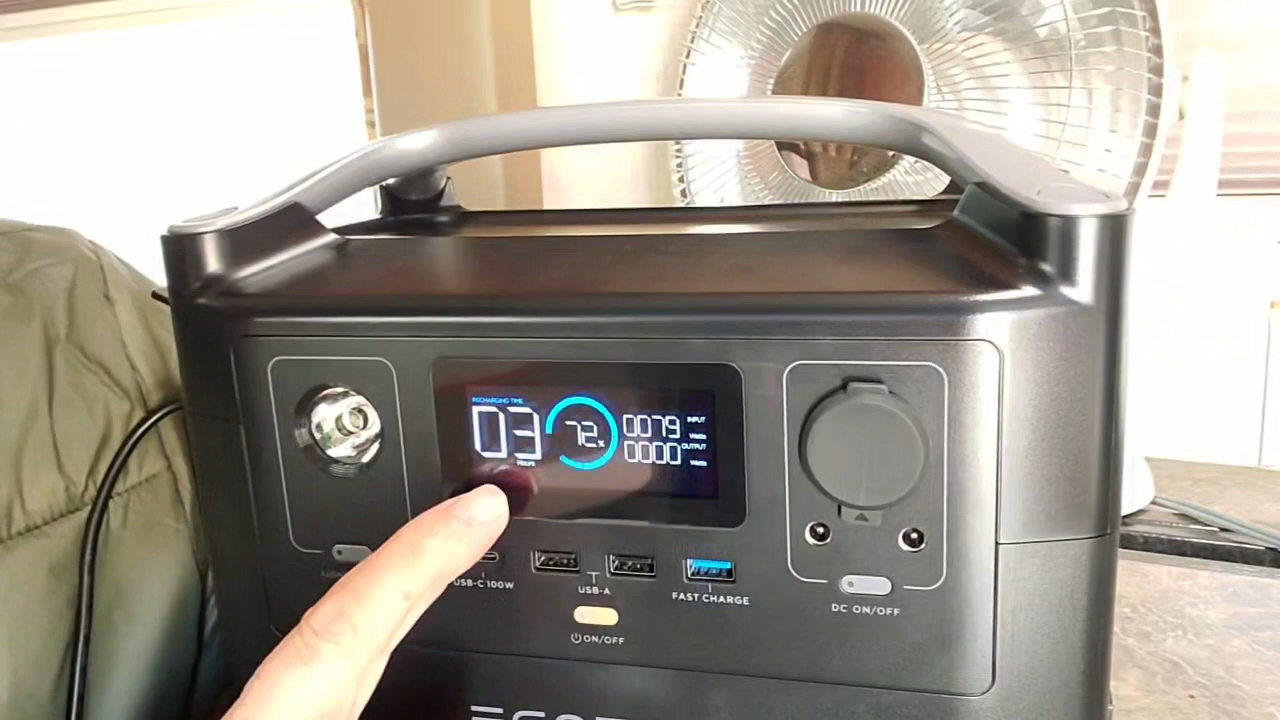 RECHARGING TIME
03
HOURS
72%
0079 INPUT Watts
0000 OUTPUT Watts
USB-C 100W
USB-A
FAST CHARGE
ON/OFF
DC ON/OFF